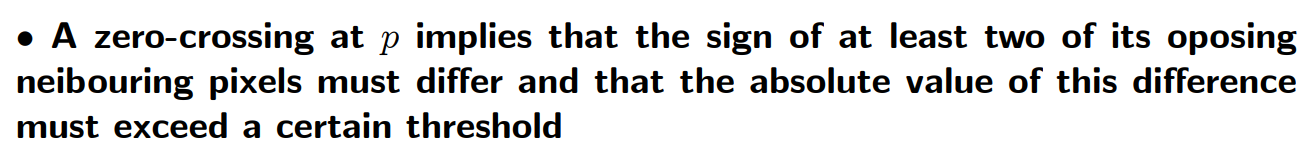 • A zero-crossing at p implies that the sign of at least two of its oposing
neibouring pixels must differ and that the absolute value of this difference
must exceed a certain threshold